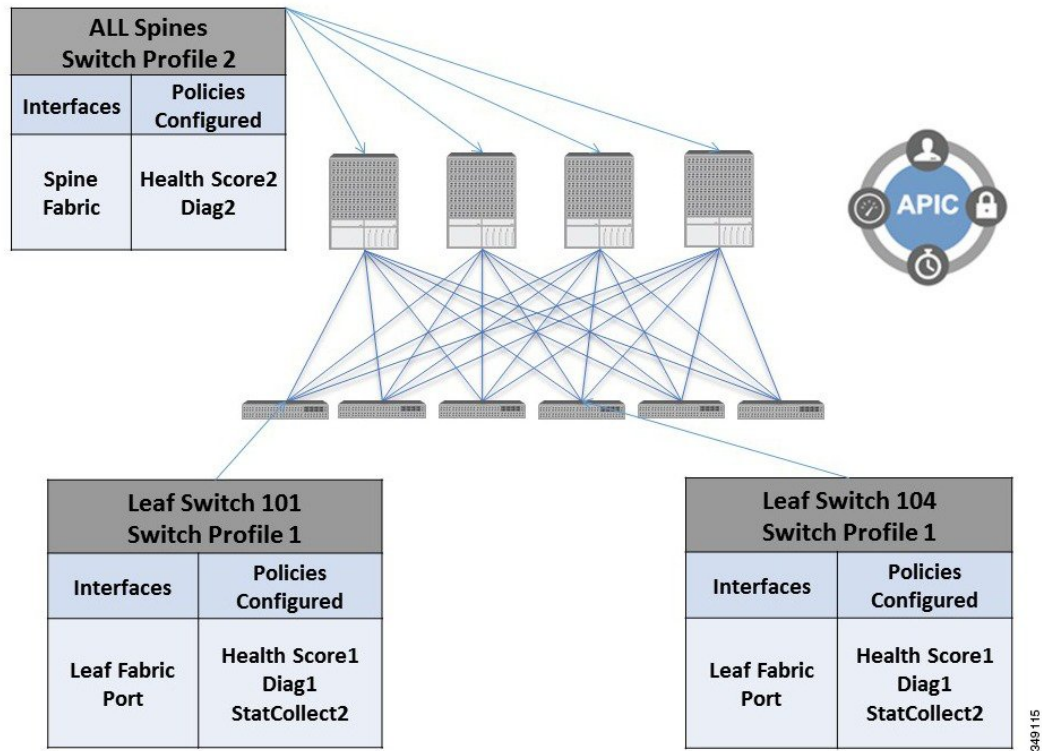 ALL Spines
Switch Profile 2
Interfaces
Policies
Configured
Spine
Fabric
Health Score2
Diag2
APIC
Leaf Switch 101
Switch Profile 1
Interfaces
Policies
Configured
Leaf Fabric
Port
Health Score1
Diag1
StatCollect2
Leaf Switch 104
Switch Profile 1
Interfaces
Policies
Configured
Leaf Fabric
Port
Health Score1
Diag1
StatCollect2
349115